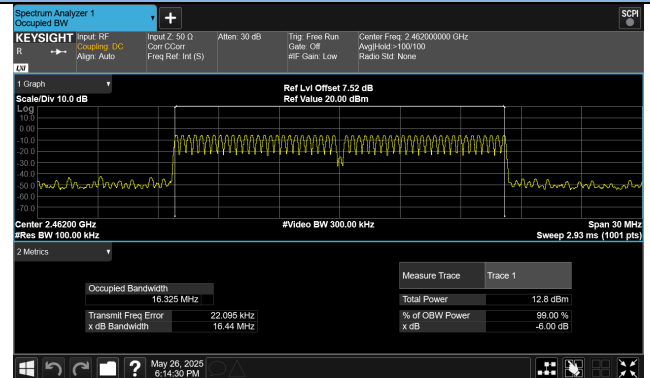 Spectrum Analyzer 1
Occupied BW
+
SCPI
KEYSIGHT
R
LXI
Input: RF
Coupling: DC
Align: Auto
Input Z: 50 Ω
Corr CCorr
Freq Ref: Int (S)
Atten: 30 dB
Trig: Free Run
Gate: Off
#IF Gain: Low
Center Freq: 2.462000000 GHz
Avg|Hold:>100/100
Radio Std: None
1 Graph
Scale/Div 10.0 dB
Ref Lvl Offset 7.52 dB
Ref Value 20.00 dBm
Log
10.0
0.00
-10.0
-20.0
-30.0
-40.0
-50.0
-60.0
-70.0
Center 2.46200 GHz
#Video BW 300.00 kHz
Span 30 MHz
#Res BW 100.00 kHz
Sweep 2.93 ms (1001 pts)
2 Metrics
Measure Trace
Trace 1
Occupied Bandwidth
16.325 MHz
Total Power
12.8 dBm
Transmit Freq Error
22.095 kHz
% of OBW Power
99.00 %
x dB Bandwidth
16.44 MHz
x dB
-6.00 dB
?
May 26, 2025
6:14:30 PM